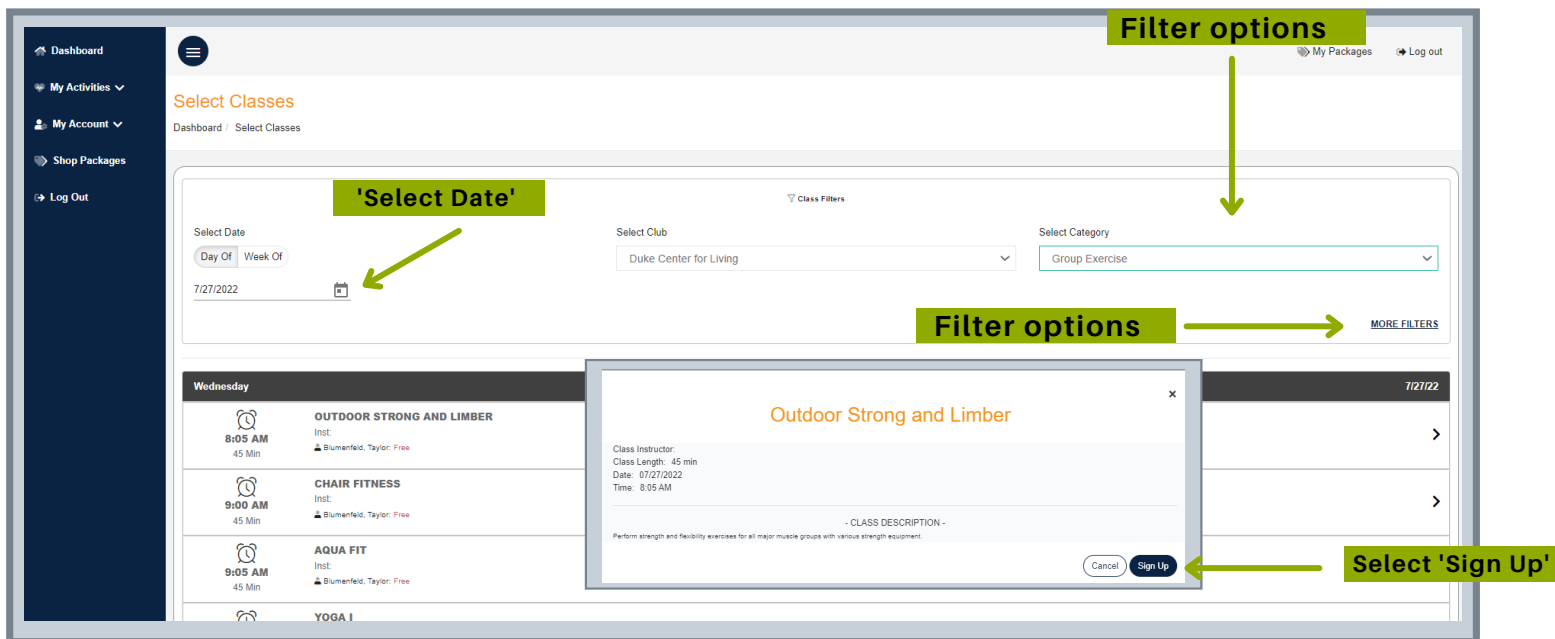 Filter options
Dashboard
My Packages
Log out
My Activities
Select Classes
My Account
Dashboard / Select Classes
Shop Packages
Log Out
'Select Date'
Class Filters
Select Date
Select Club
Select Category
Day Of Week Of
Duke Center for Living
Group Exercise
7/27/2022
Filter options
MORE FILTERS
Wednesday
7/27/22
8:05 AM
45 Min
OUTDOOR STRONG AND LIMBER
Inst:
Blumenfeld, Taylor: Free
9:00 AM
45 Min
CHAIR FITNESS
Inst:
Blumenfeld, Taylor: Free
9:05 AM
45 Min
AQUA FIT
Inst:
Blumenfeld, Taylor: Free
YOGA I
×
Outdoor Strong and Limber
Class Instructor:
Class Length: 45 min
Date: 07/27/2022
Time: 8:05 AM
- CLASS DESCRIPTION -
Perform strength and flexibility exercises for all major muscle groups with various strength equipment.
Cancel
Sign Up
Select 'Sign Up'